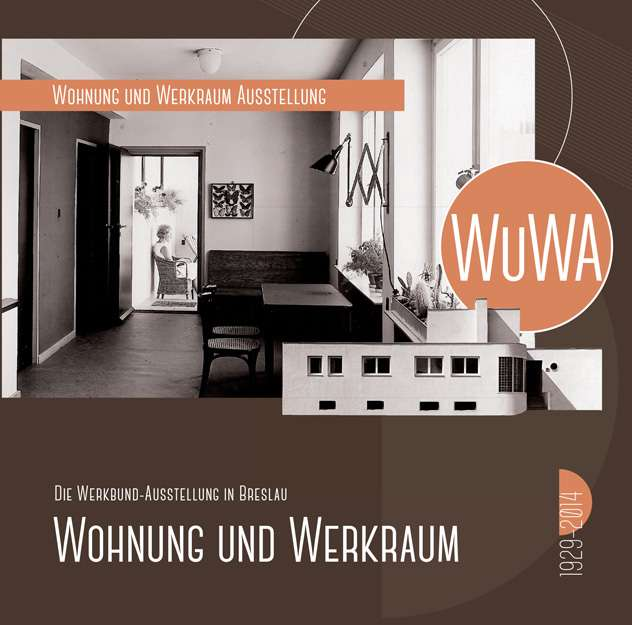 Wohnung und Werkraum Ausstellung
WuWA
Die Werkbund-Ausstellung in Breslau
Wohnung und Werkraum
1929–2014